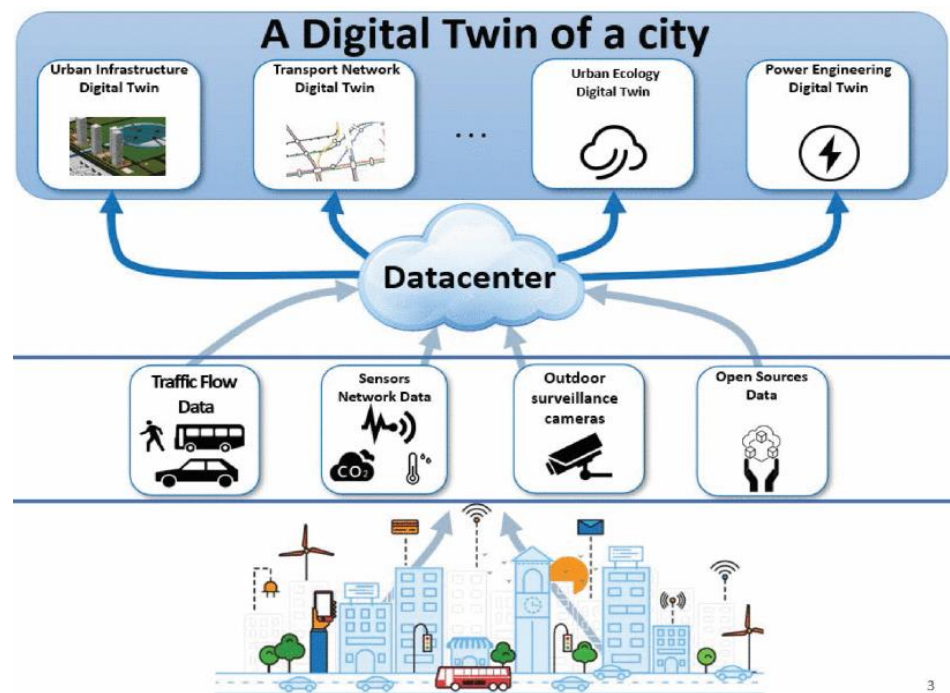 A Digital Twin of a city
Urban Infrastructure
Digital Twin
Transport Network
Digital Twin
...
Urban Ecology
Digital Twin
Power Engineering
Digital Twin
Datacenter
Traffic Flow
Data
Sensors
Network Data
CO₂
Outdoor
surveillance
cameras
Open Sources
Data
3